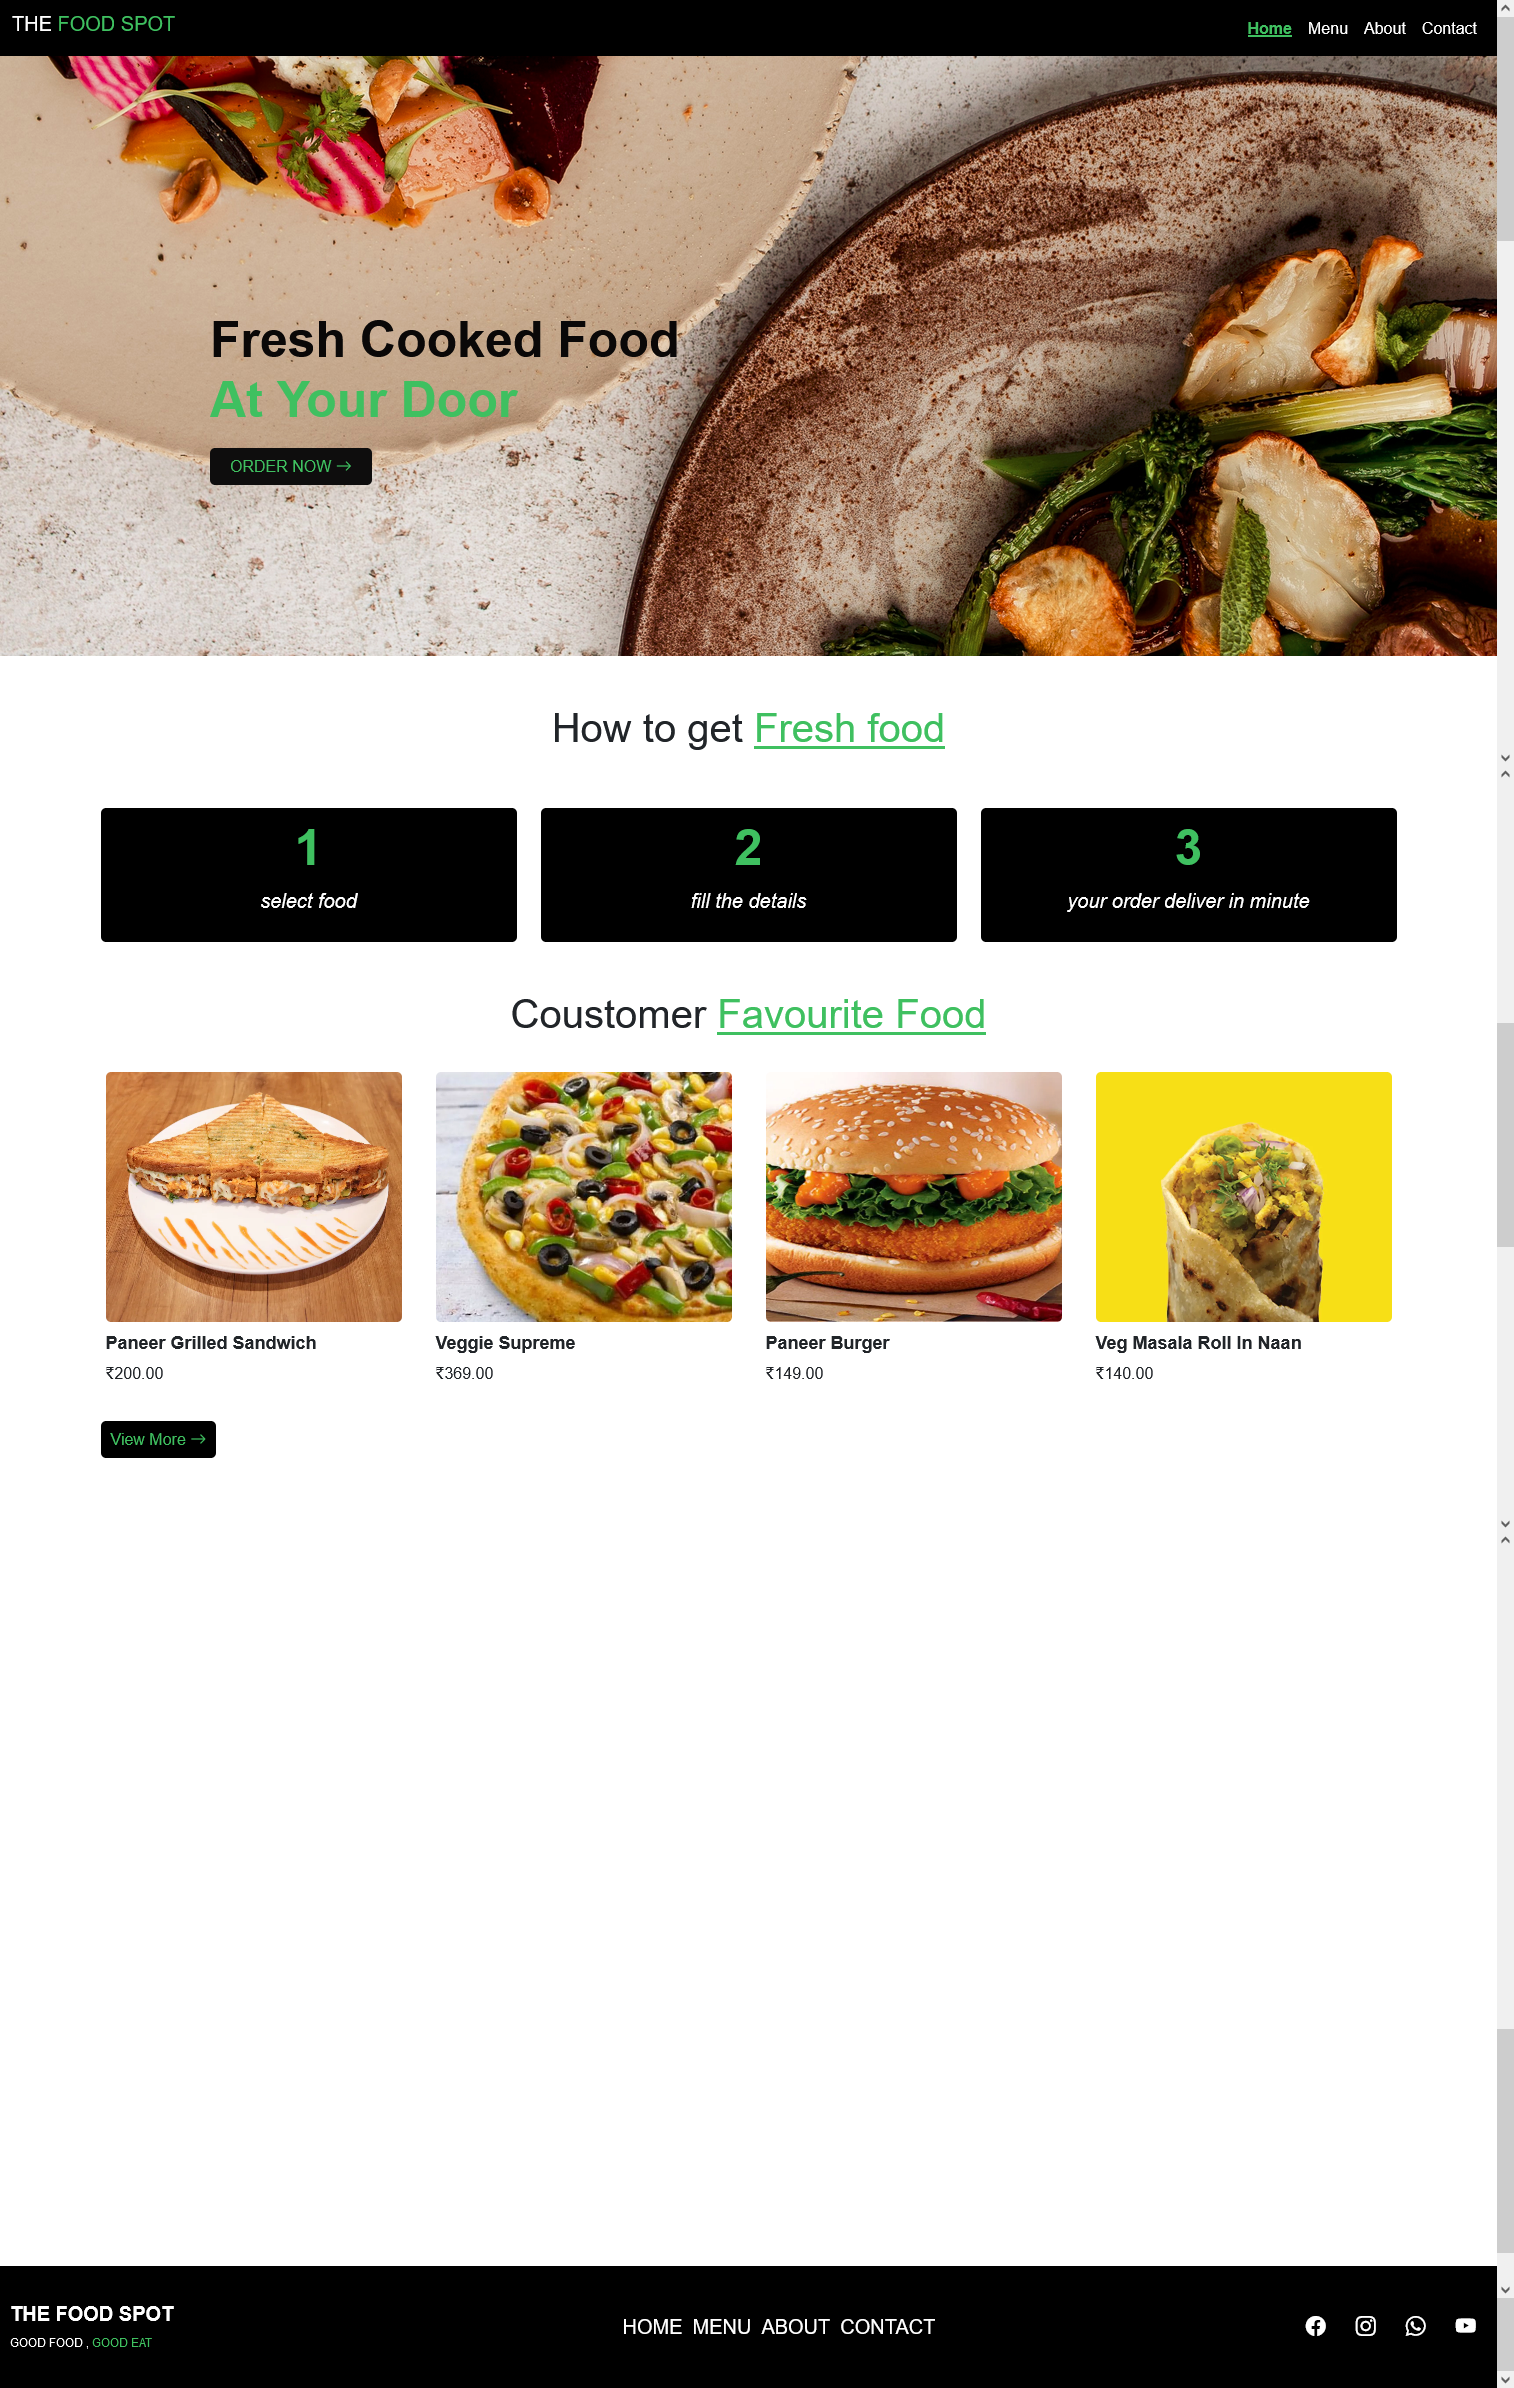 THE FOOD SPOT
Home Menu About Contact
Fresh Cooked Food
At Your Door
ORDER NOW →
How to get Fresh food
1
select food
2
fill the details
3
your order deliver in minute
Coustomer Favourite Food
Paneer Grilled Sandwich
₹200.00
Veggie Supreme
₹369.00
Paneer Burger
₹149.00
Veg Masala Roll In Naan
₹140.00
View More →
THE FOOD SPOT
GOOD FOOD , GOOD EAT
HOME MENU ABOUT CONTACT